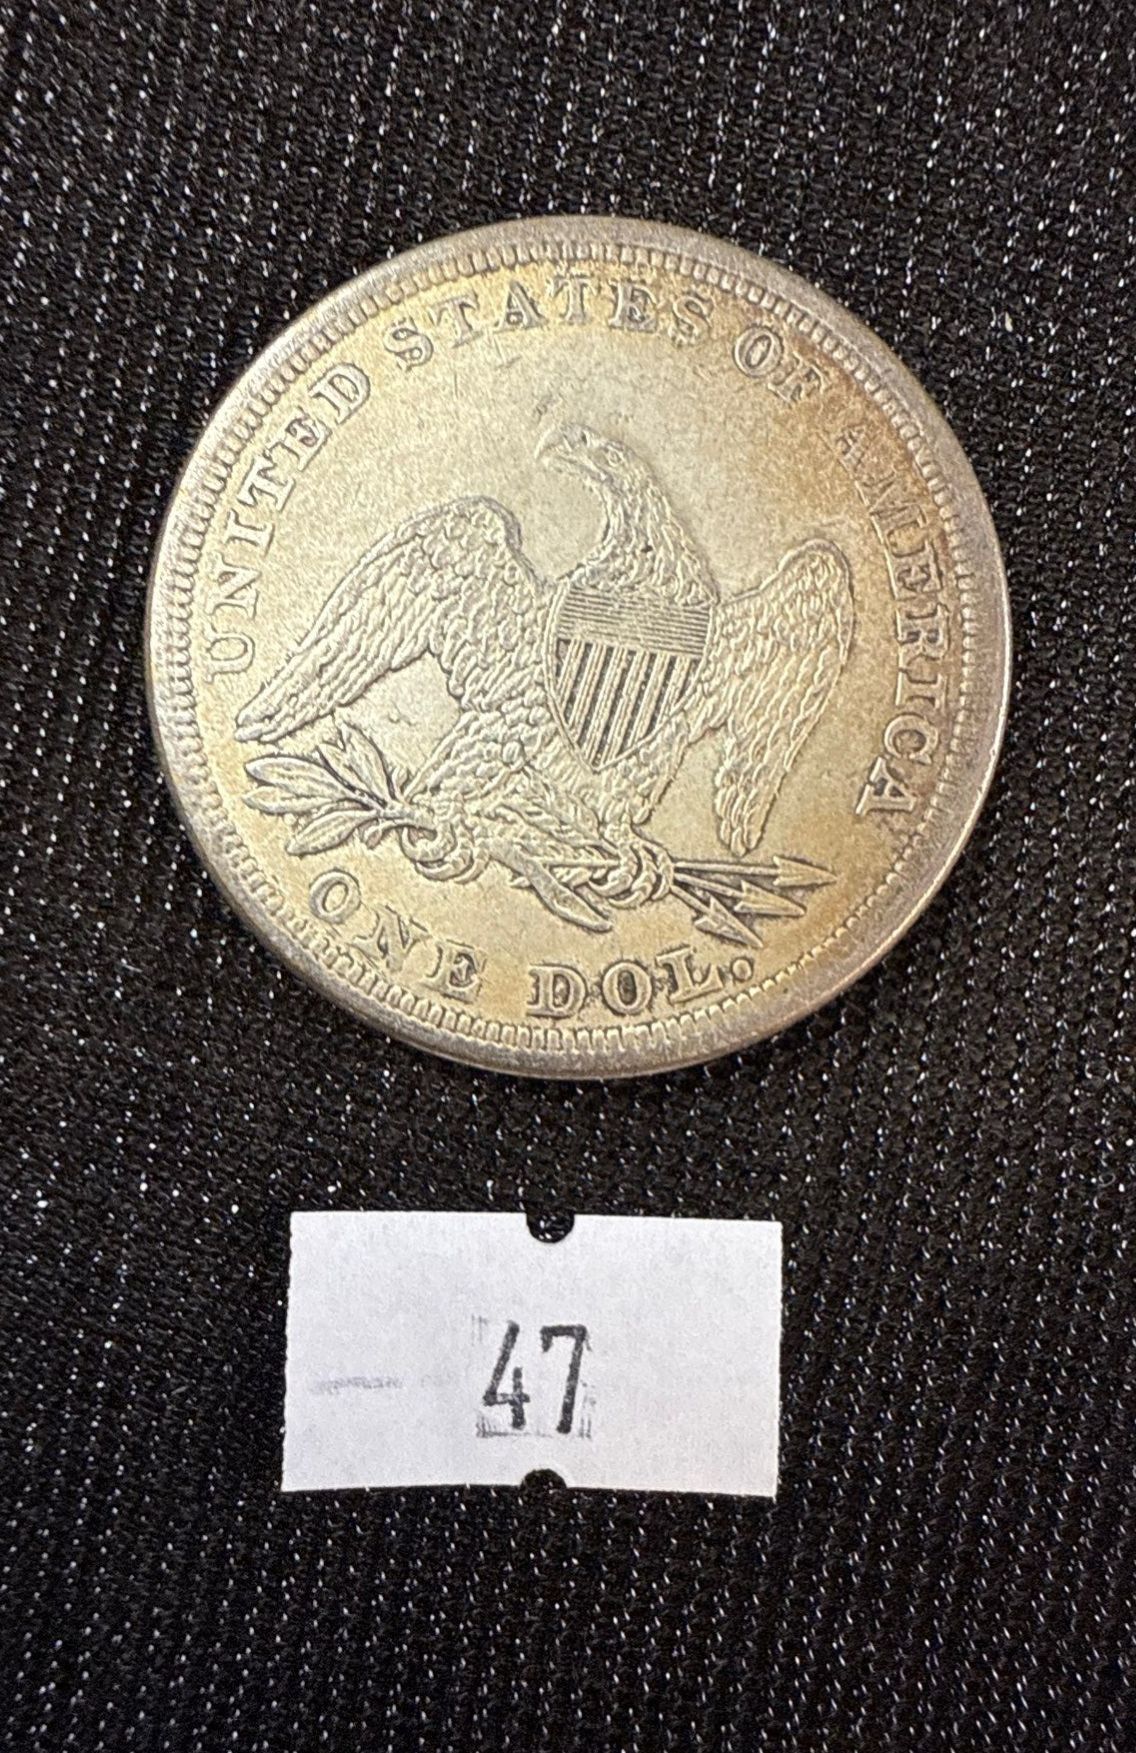 UNITED STATES OF AMERICA
ONE DOL.
47